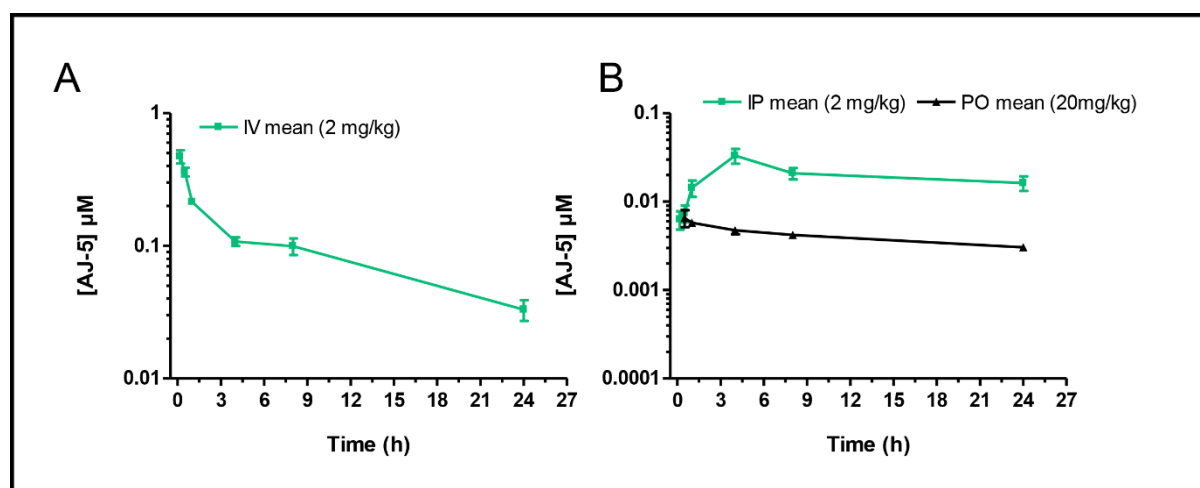 A
IV mean (2 mg/kg)
[AJ-5] µM
1
0.1
0.01
0 3 6 9 12 15 18 21 24 27
Time (h)
B
IP mean (2 mg/kg) PO mean (20mg/kg)
[AJ-5] µM
0.1
0.01
0.001
0.0001
0 3 6 9 12 15 18 21 24 27
Time (h)